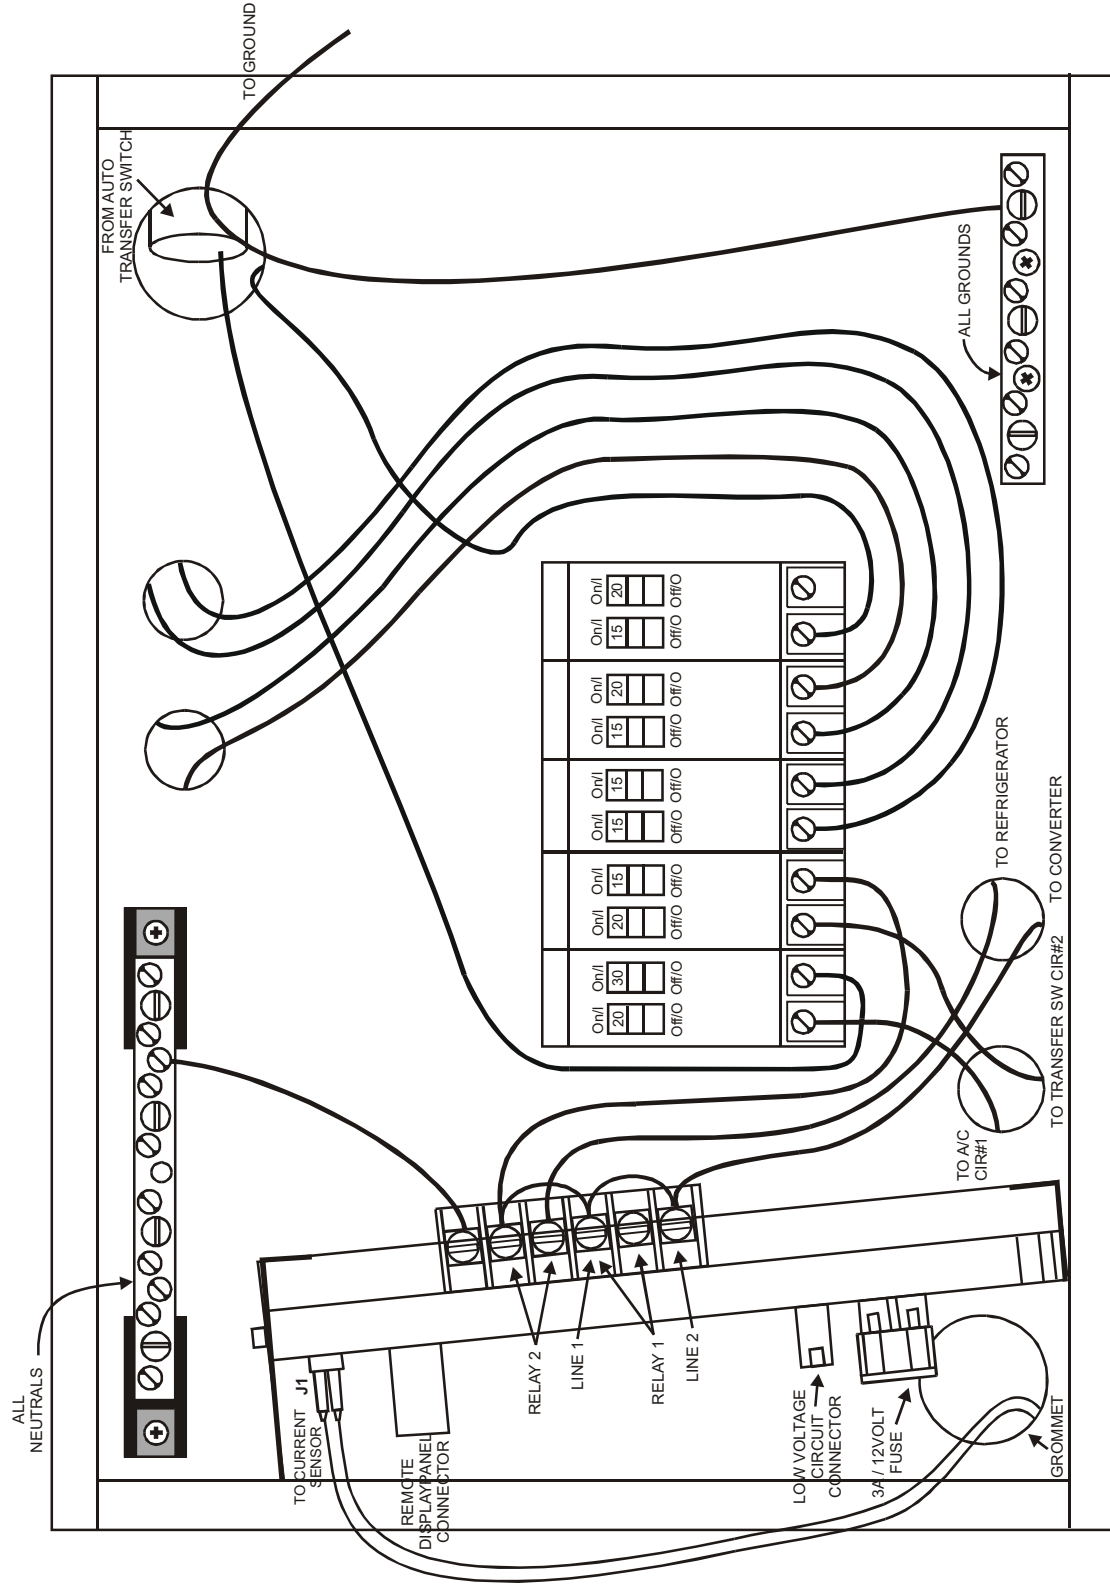 TO GROUND
FROM AUTO
TRANSFER SWITCH
ALL GROUNDS
On/I
20
Off/O
On/I
15
Off/O
On/I
20
Off/O
On/I
15
Off/O
On/I
15
Off/O
On/I
15
Off/O
On/I
15
Off/O
On/I
20
Off/O
On/I
30
Off/O
On/I
20
Off/O
TO REFRIGERATOR
TO CONVERTER
TO TRANSFER SW CIR#2
TO A/C
CIR#1
ALL
NEUTRALS
RELAY 2
LINE 1
RELAY 1
LINE 2
J1
TO CURRENT
SENSOR
REMOTE
DISPLAYPANEL
CONNECTOR
LOW VOLTAGE
CIRCUIT
CONNECTOR
3A / 12VOLT
FUSE
GROMMET